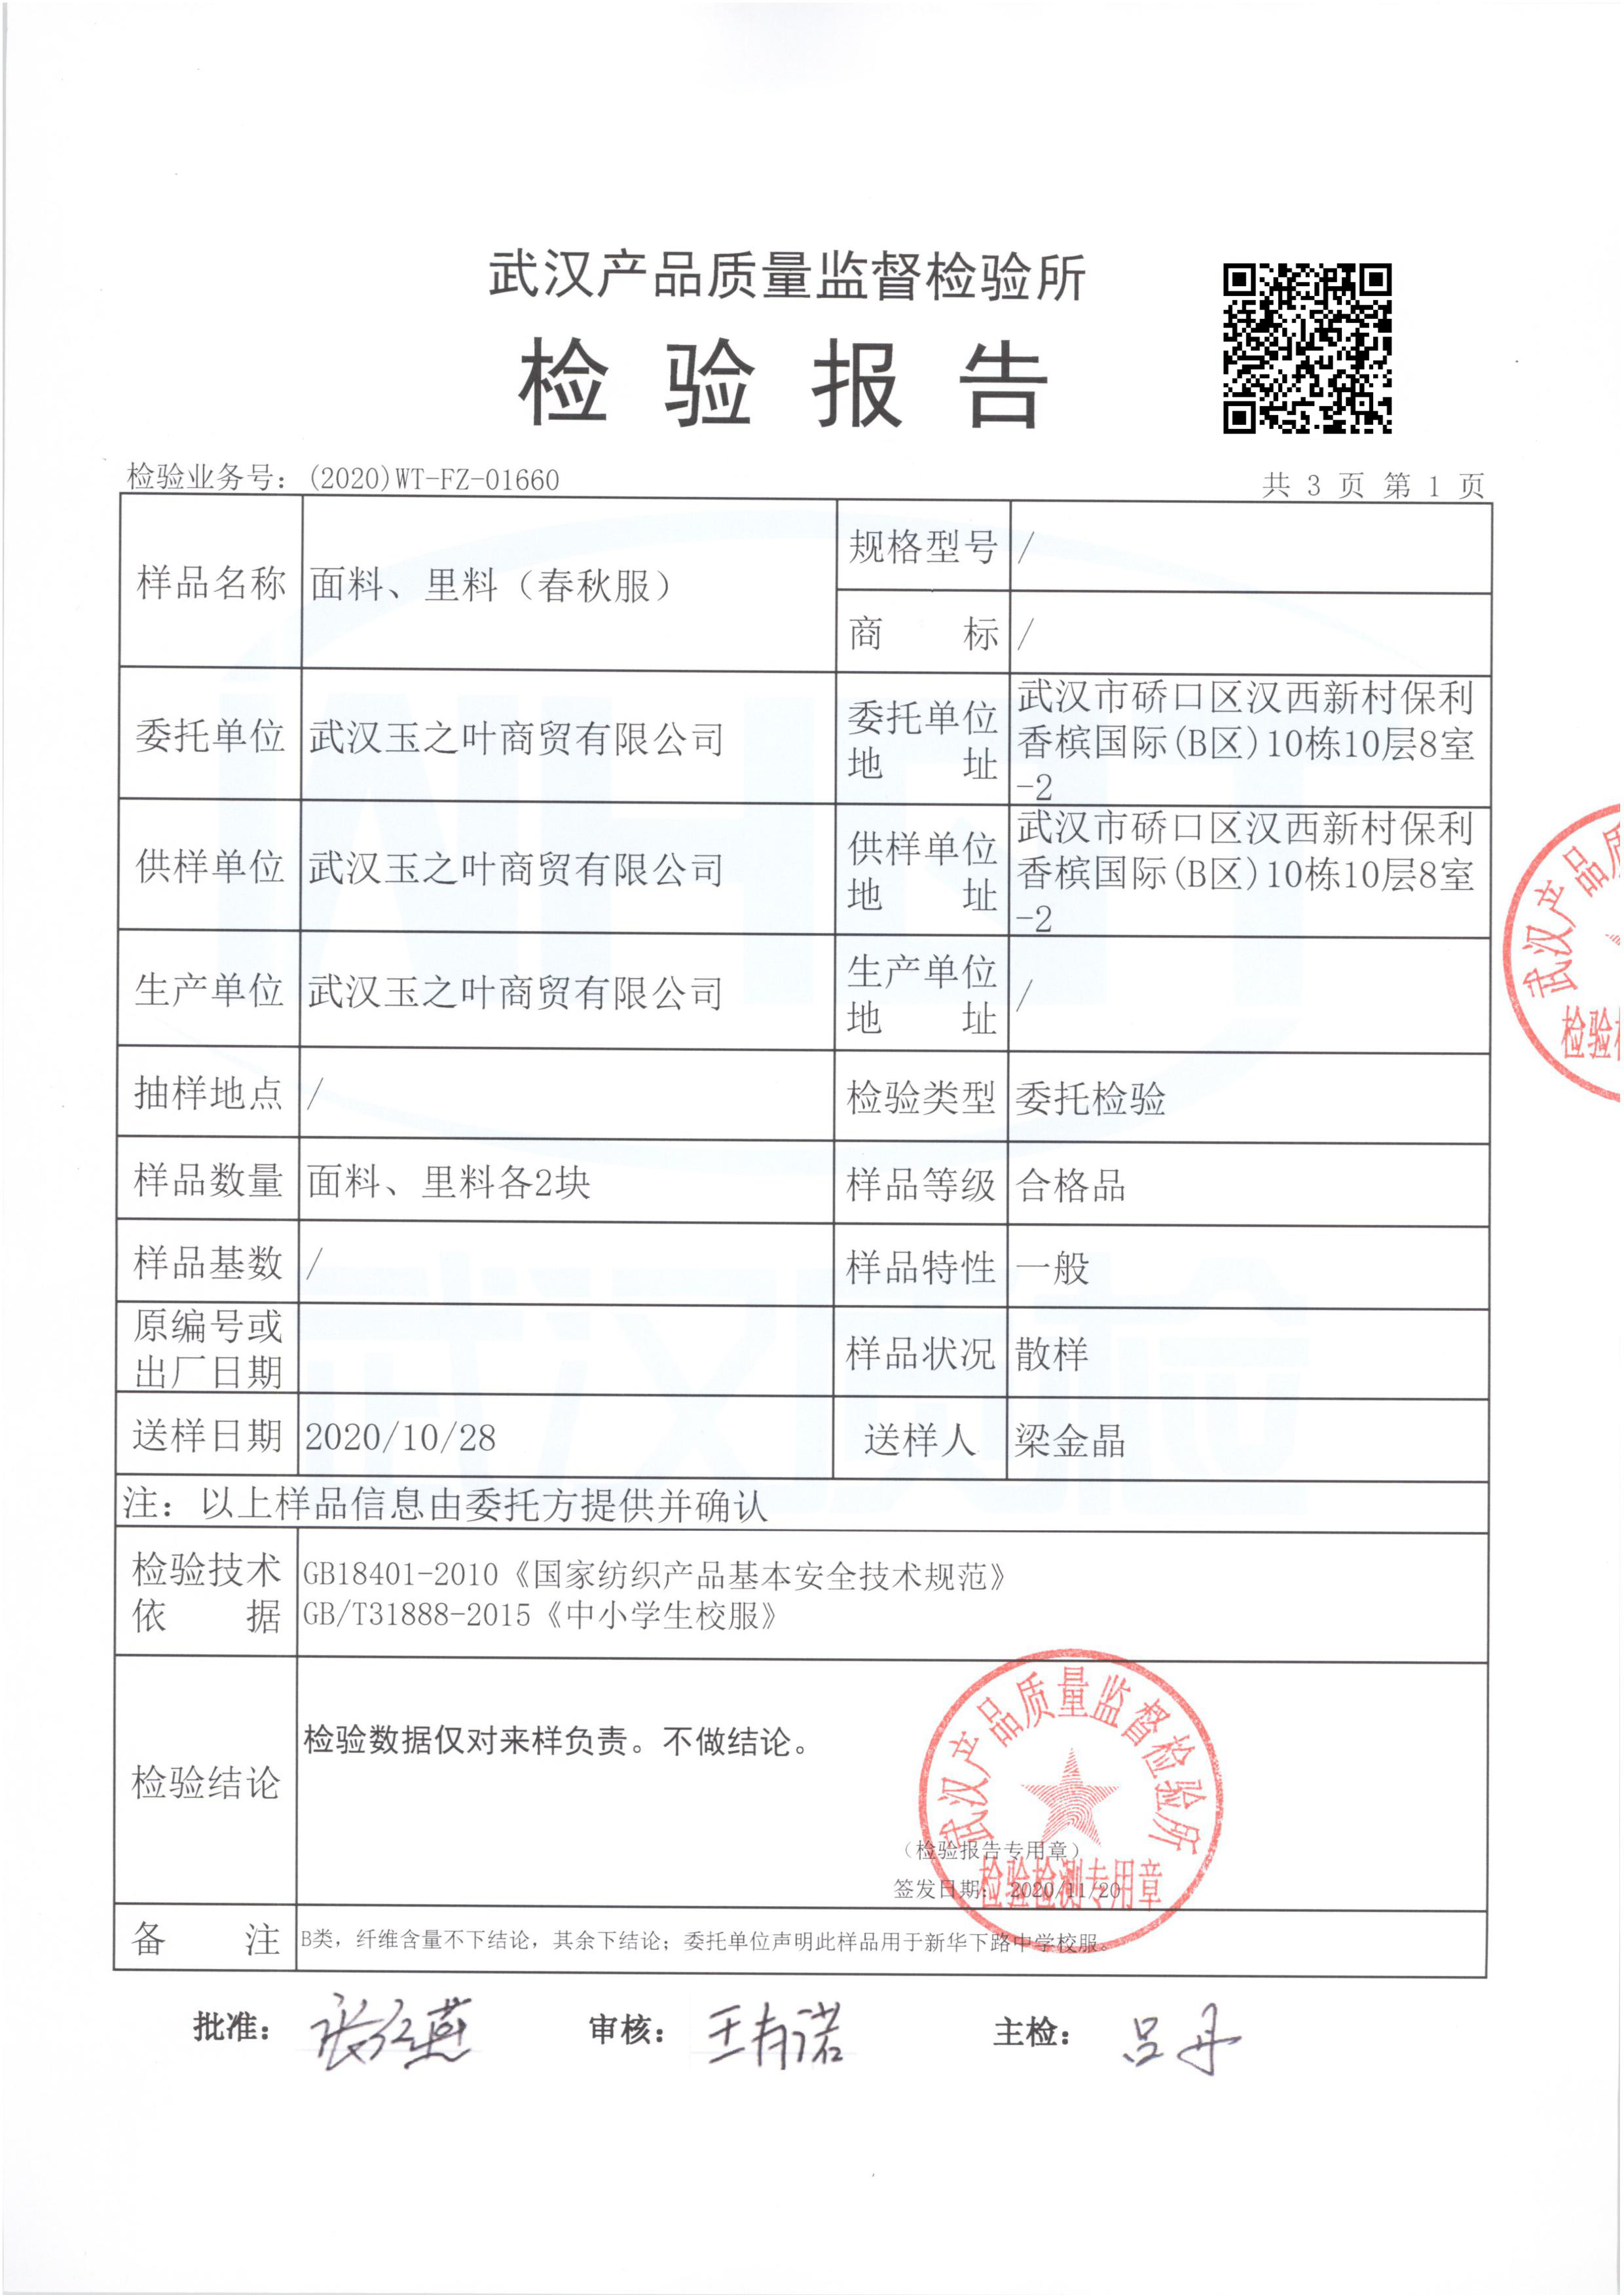 武汉产品质量监督检验所
检验报告
检验业务号：(2020)WT-FZ-01660
共 3 页 第 1 页
样品名称 面料、里料（春秋服） 规格型号 /
商 标 /
委托单位 武汉玉之叶商贸有限公司 委托单位地 址 武汉市硚口区汉西新村保利
香槟国际(B区)10栋10层8室
-2
供样单位 武汉玉之叶商贸有限公司 供样单位地 址 武汉市硚口区汉西新村保利
香槟国际(B区)10栋10层8室
-2
生产单位 武汉玉之叶商贸有限公司 生产单位地 址 /
抽样地点 / 检验类型 委托检验
样品数量 面料、里料各2块 样品等级 合格品
样品基数 / 样品特性 一般
原编号或
出厂日期
样品状况 散样
送样日期 2020/10/28 送样人 梁金晶
注：以上样品信息由委托方提供并确认
检验技术
依 据
GB18401-2010《国家纺织产品基本安全技术规范》
GB/T31888-2015《中小学生校服》
检验结论
检验数据仅对来样负责。不做结论。
武汉产品质量监督检验所
检验检测专用章
（检验报告专用章）
签发日期：2020/11/20
备 注 B类，纤维含量不下结论，其余下结论；委托单位声明此样品用于新华下路中学校服。
批准： 审核： 主检：吕丹
武汉产品质
检验